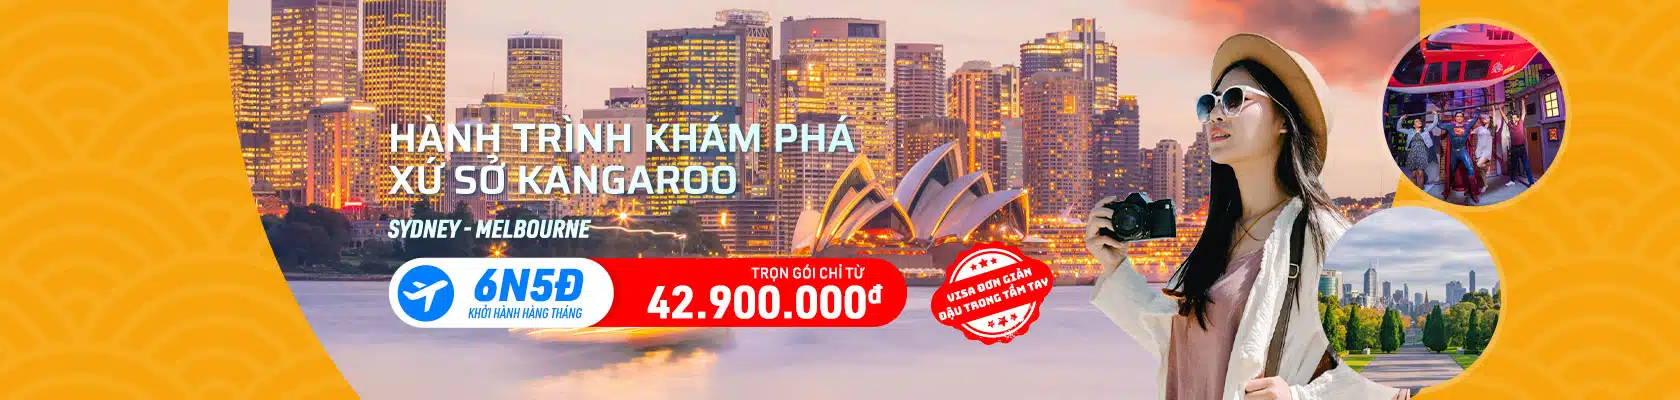 HÀNH TRÌNH KHÁM PHÁ
XỨ SỞ KANGAROO
SYDNEY - MELBOURNE
6N5Đ
KHỞI HÀNH HÀNG THÁNG
TRỌN GÓI CHỈ TỪ
42.900.000đ
VISA ĐƠN GIẢN
ĐẬU TRONG TẦM TAY